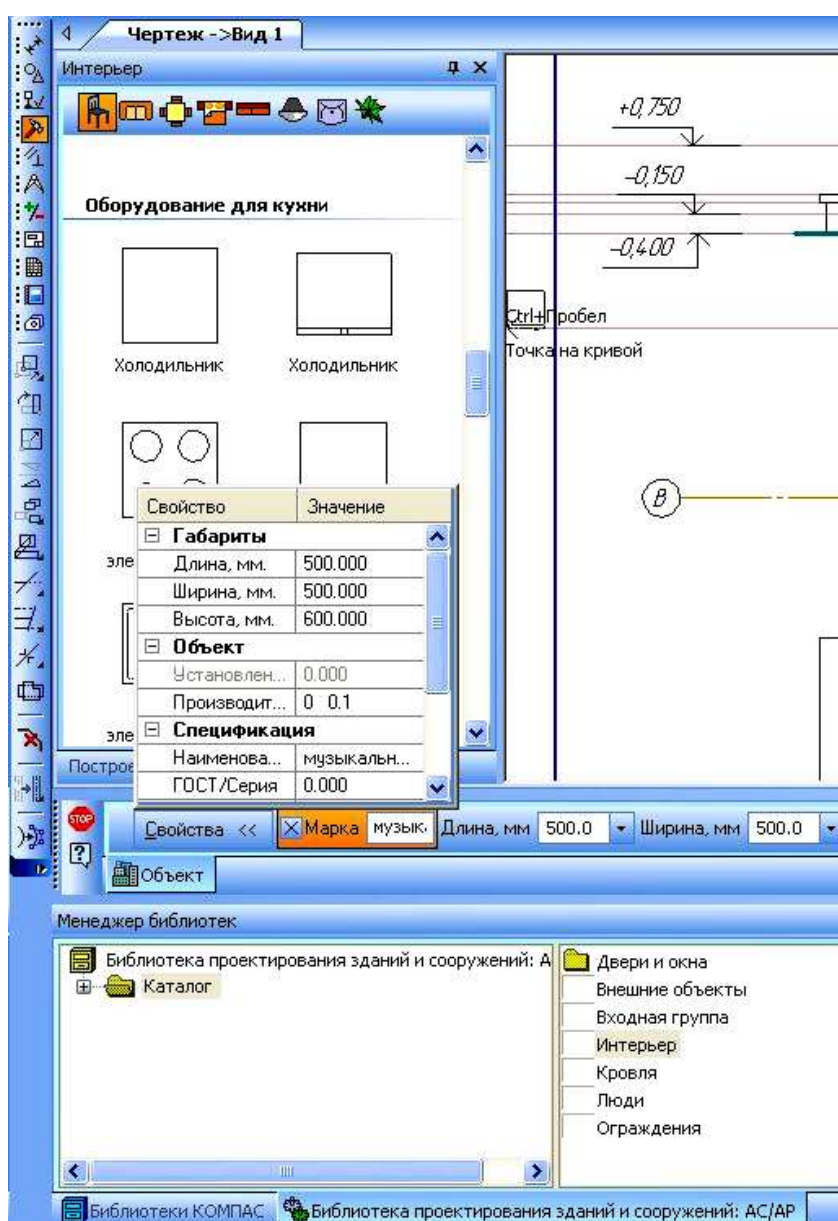 Чертеж ->Вид 1
Интерьер
+0,750
-0,150
-0,400
Оборудование для кухни
Ctrl+Пробел
Точка на кривой
Холодильник Холодильник
В
Свойство Значение
Габариты
эле
Длина, мм. 500.000
Ширина, мм. 500.000
Высота, мм. 600.000
Объект
Установлен... 0.000
Производит... 0 0.1
эле
Спецификация
Наименова... музыкальн...
Построе
ГОСТ/Серия 0.000
STOP
Свойства << Марка музык. Длина, мм 500.0 Ширина, мм 500.0
Объект
Менеджер библиотек
Библиотека проектирования зданий и сооружений: А
Каталог
Двери и окна
Внешние объекты
Входная группа
Интерьер
Кровля
Люди
Ограждения
Библиотеки КОМПАС Библиотека проектирования зданий и сооружений: АС/АР